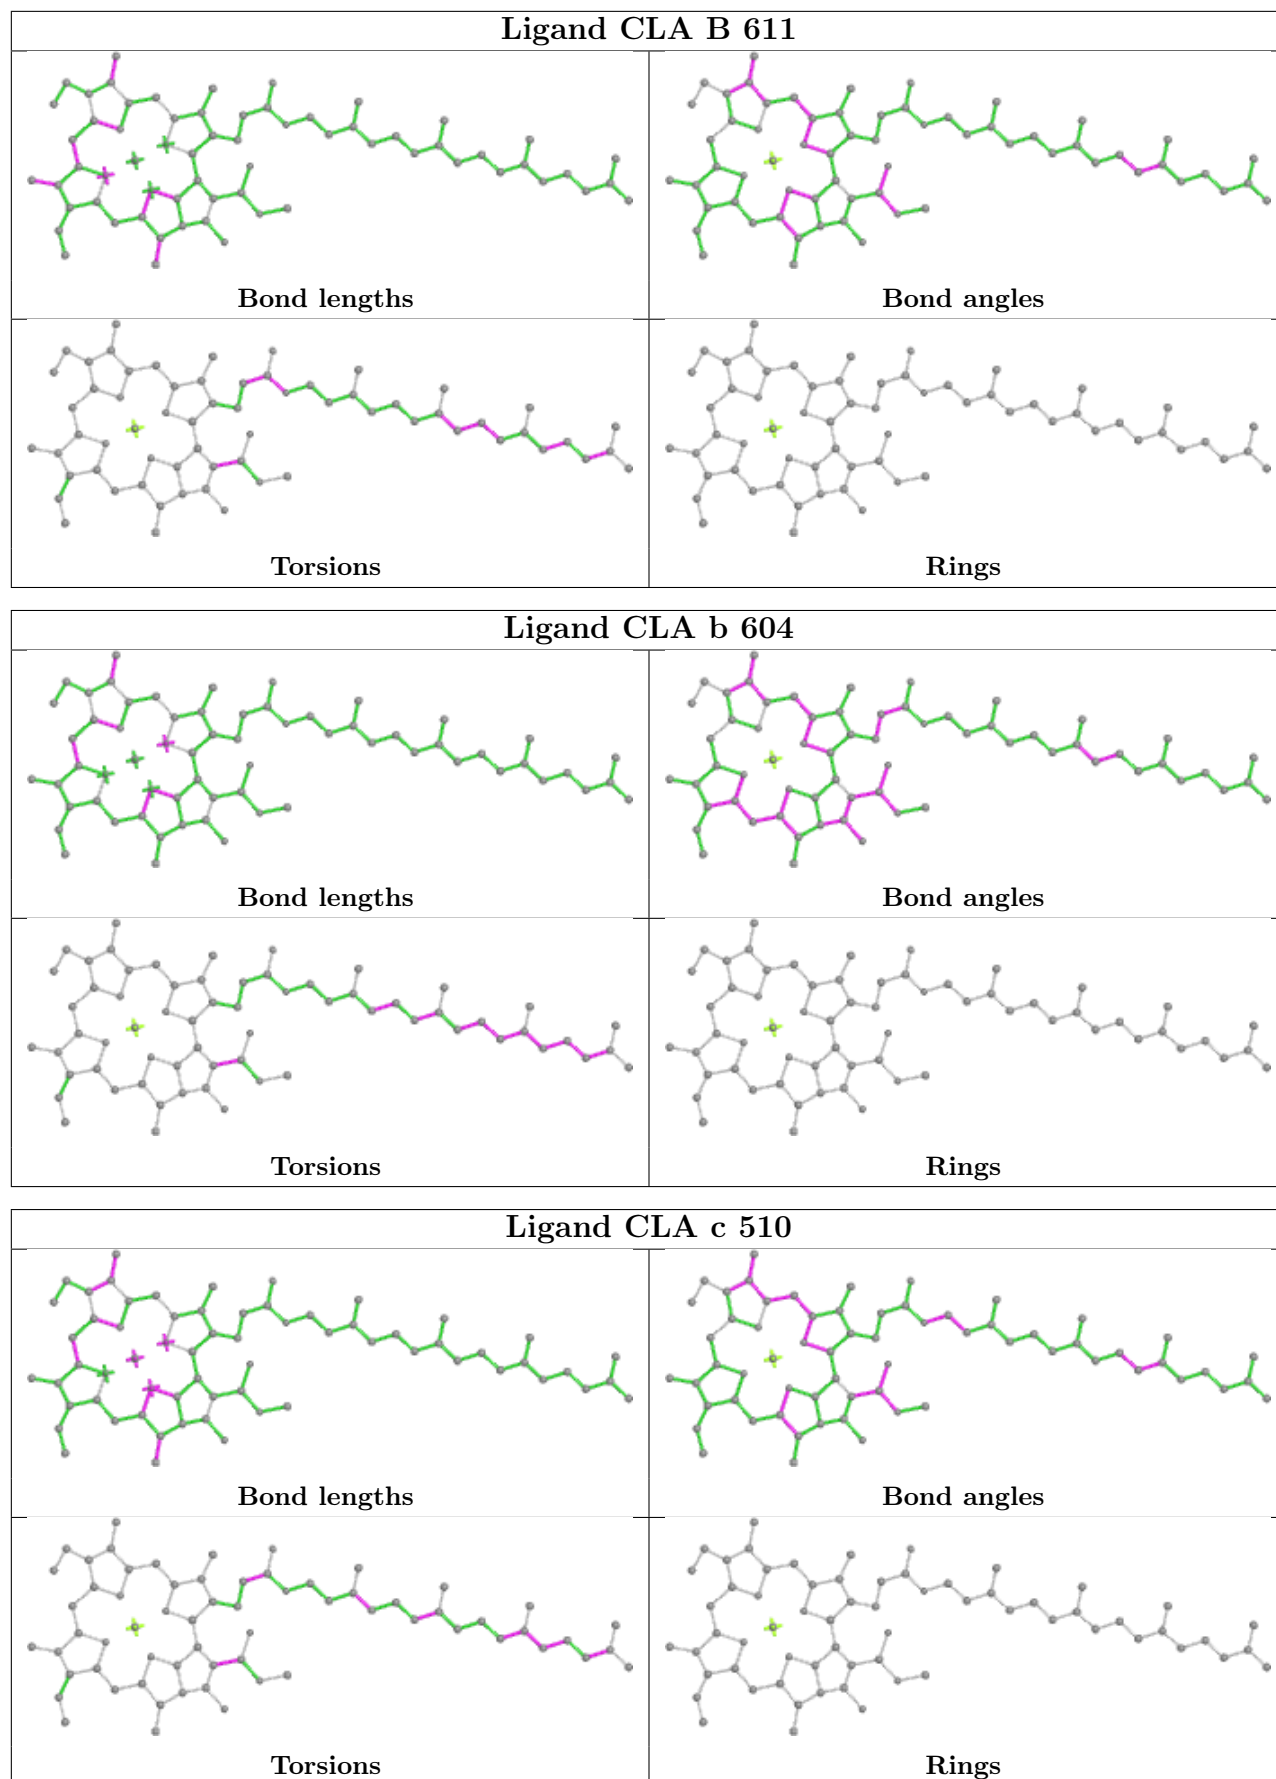 Ligand CLA B 611
Bond lengths
Bond angles
Torsions
Rings
Ligand CLA b 604
Bond lengths
Bond angles
Torsions
Rings
Ligand CLA c 510
Bond lengths
Bond angles
Torsions
Rings